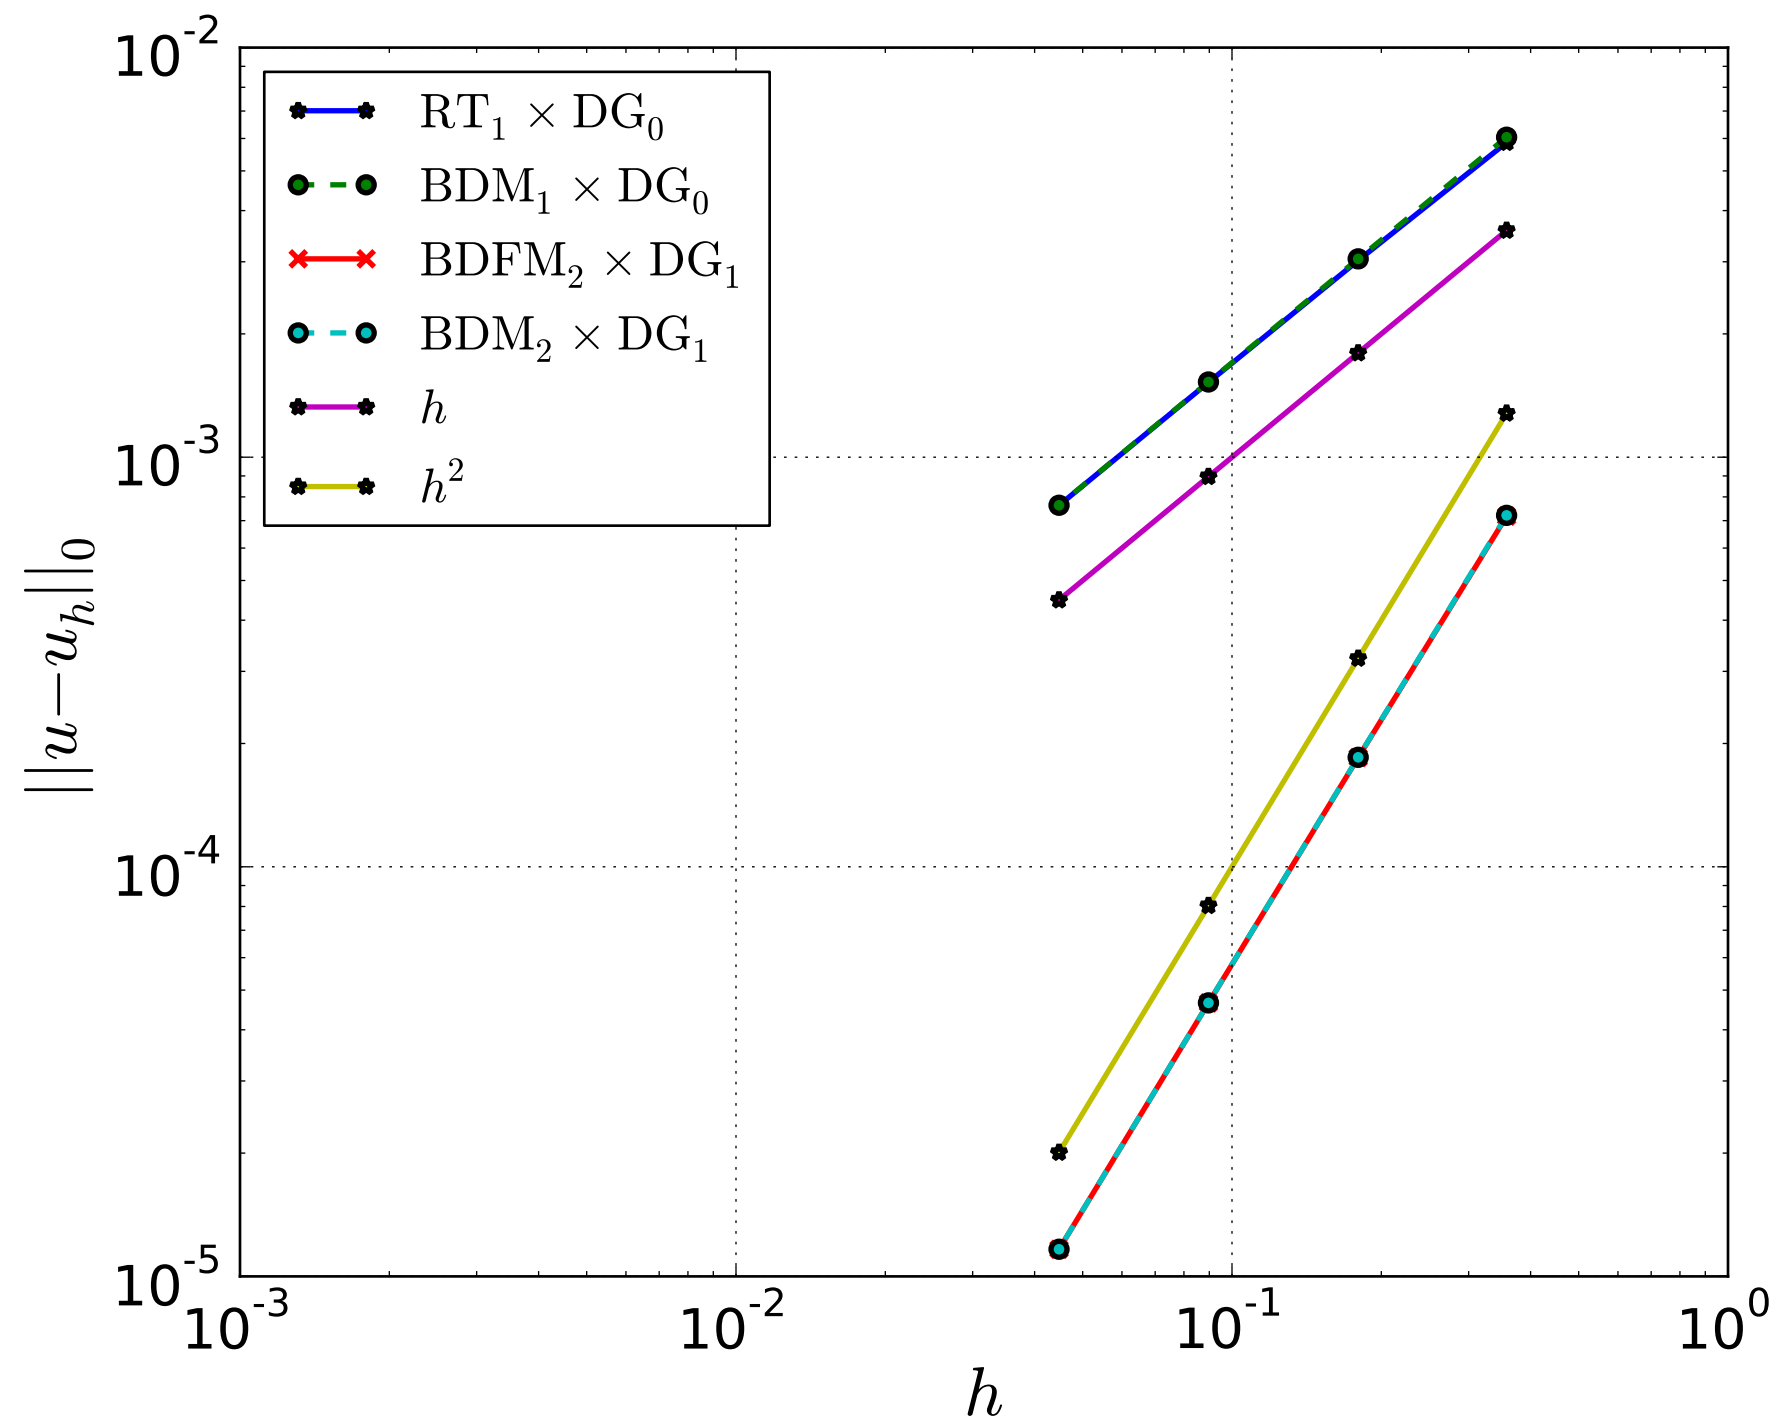 10⁻²
RT₁ × DG₀
BDM₁ × DG₀
BDFM₂ × DG₁
BDM₂ × DG₁
h
h²
10⁻³
||u−uₕ||₀
10⁻⁴
10⁻⁵
10⁻³ 10⁻² 10⁻¹ 10⁰
h